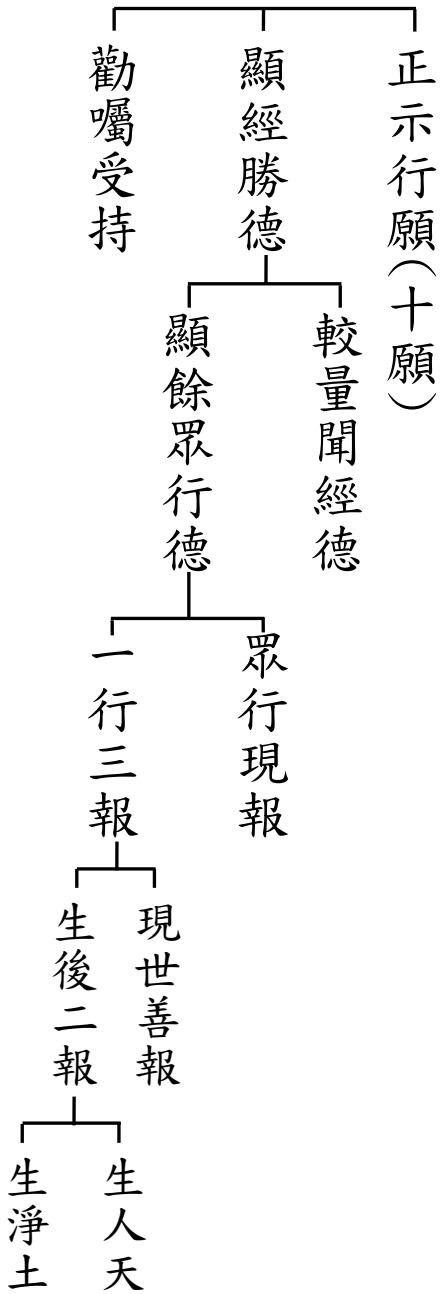 正示行願（十願）
顯經勝德
勸囑受持
較量聞經德
顯餘眾行德
眾行現報
一行三報
現世善報
生後二報
生人天
生淨土